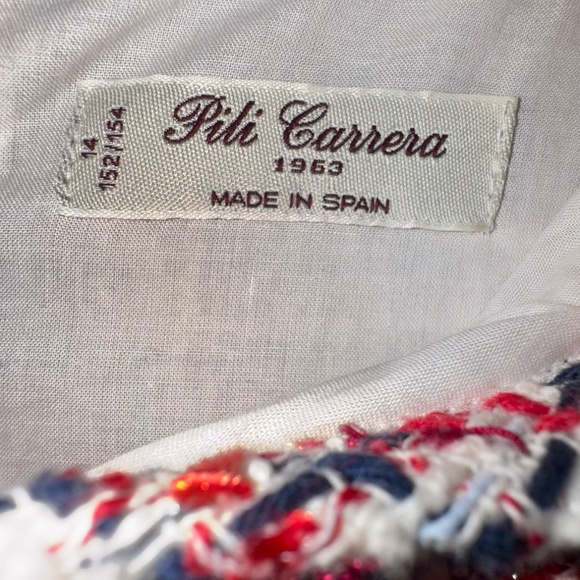 Pili Carrera
1963
MADE IN SPAIN
14
152/154